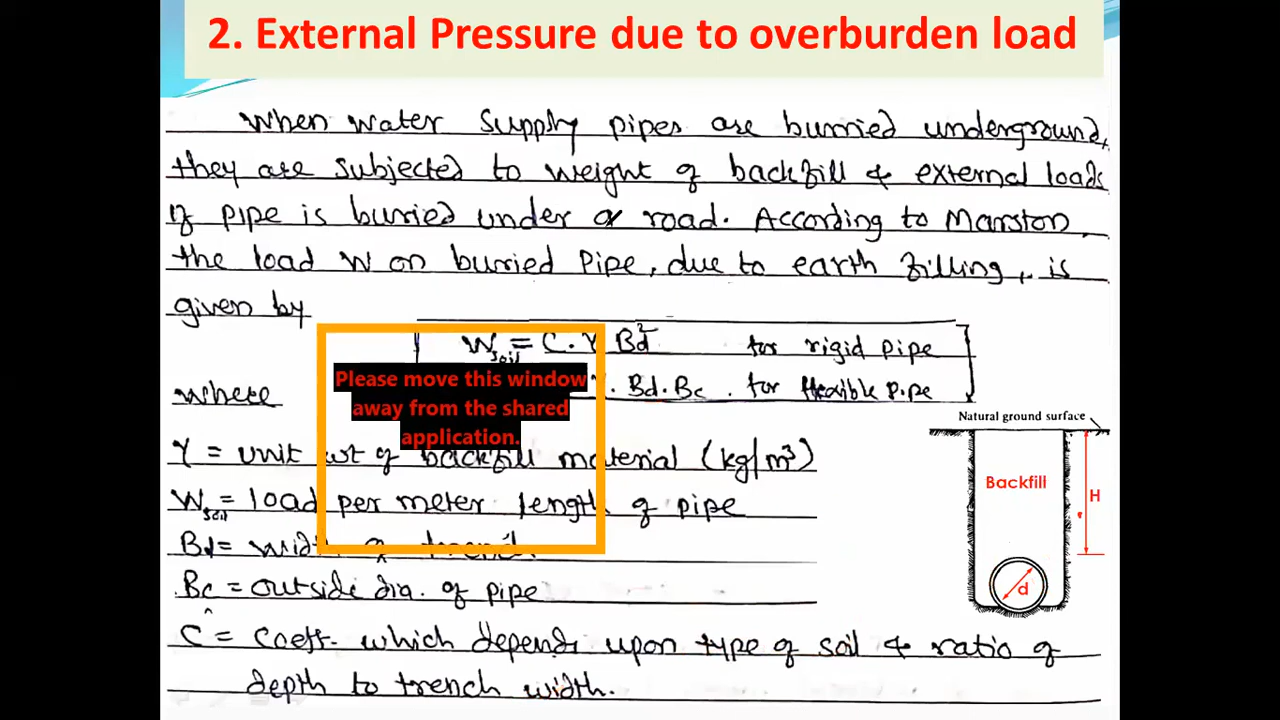 2. External Pressure due to overburden load
When water supply pipes are burried underground,
they are subjected to weight of backfill & external loads
if pipe is buried under a road. According to Marston,
the load W on burried pipe, due to earth filling, is
given by
Wsoil = C.γ Bd² for rigid pipe
γ. Bd. Bc. for flexible pipe
where
Please move this window
away from the shared
application.
Natural ground surface
Backfill
H
d
γ = unit wt of backfill material (kg/m³)
Wsoil = load per meter length of pipe
Bd = width of trench.
Bc = outside dia. of pipe
C = coeff. which depends upon type of soil & ratio of
depth to trench width.